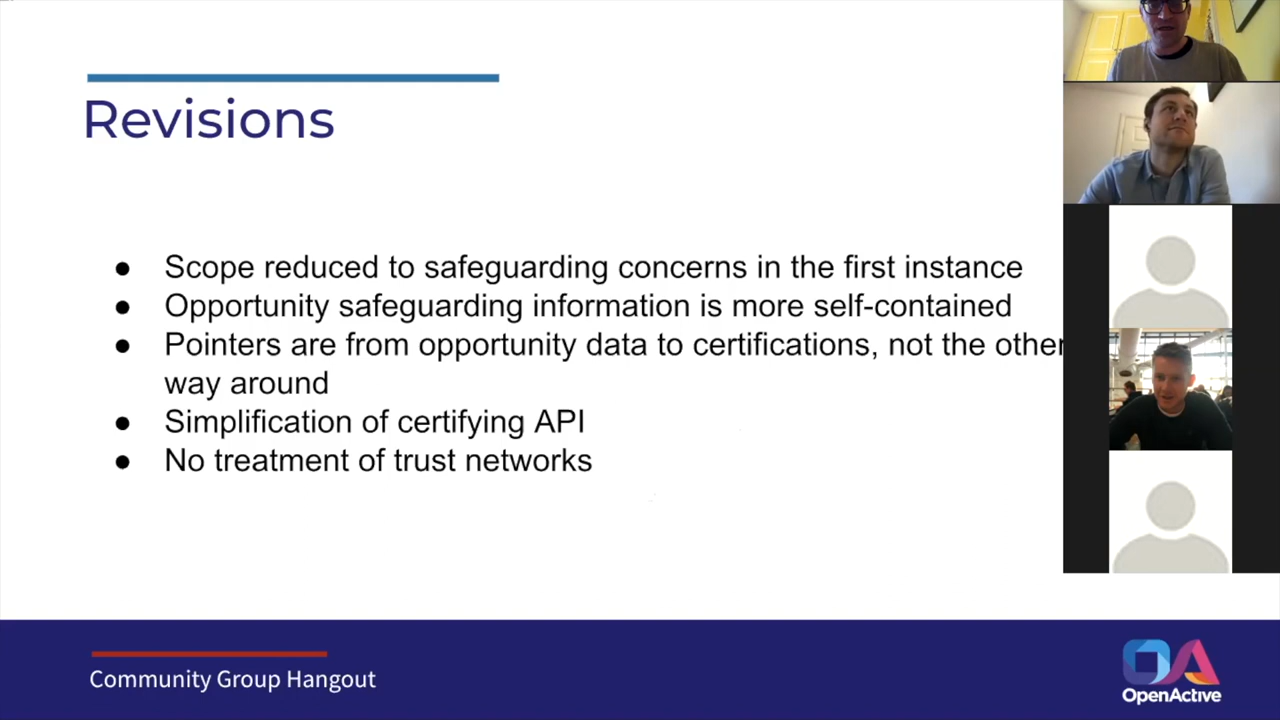 Revisions
● Scope reduced to safeguarding concerns in the first instance
● Opportunity safeguarding information is more self-contained
● Pointers are from opportunity data to certifications, not the other
way around
● Simplification of certifying API
● No treatment of trust networks
Community Group Hangout
OA
OpenActive